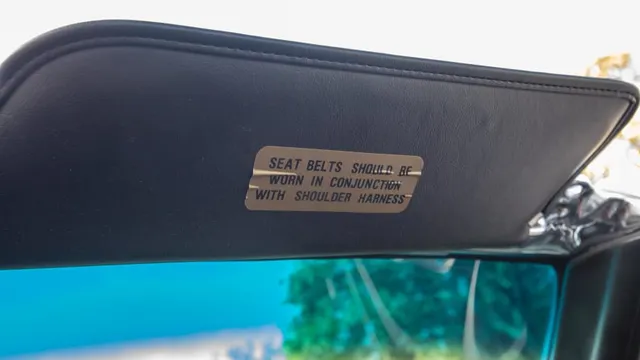 SEAT BELTS SHOULD BE
WORN IN CONJUNCTION
WITH SHOULDER HARNESS